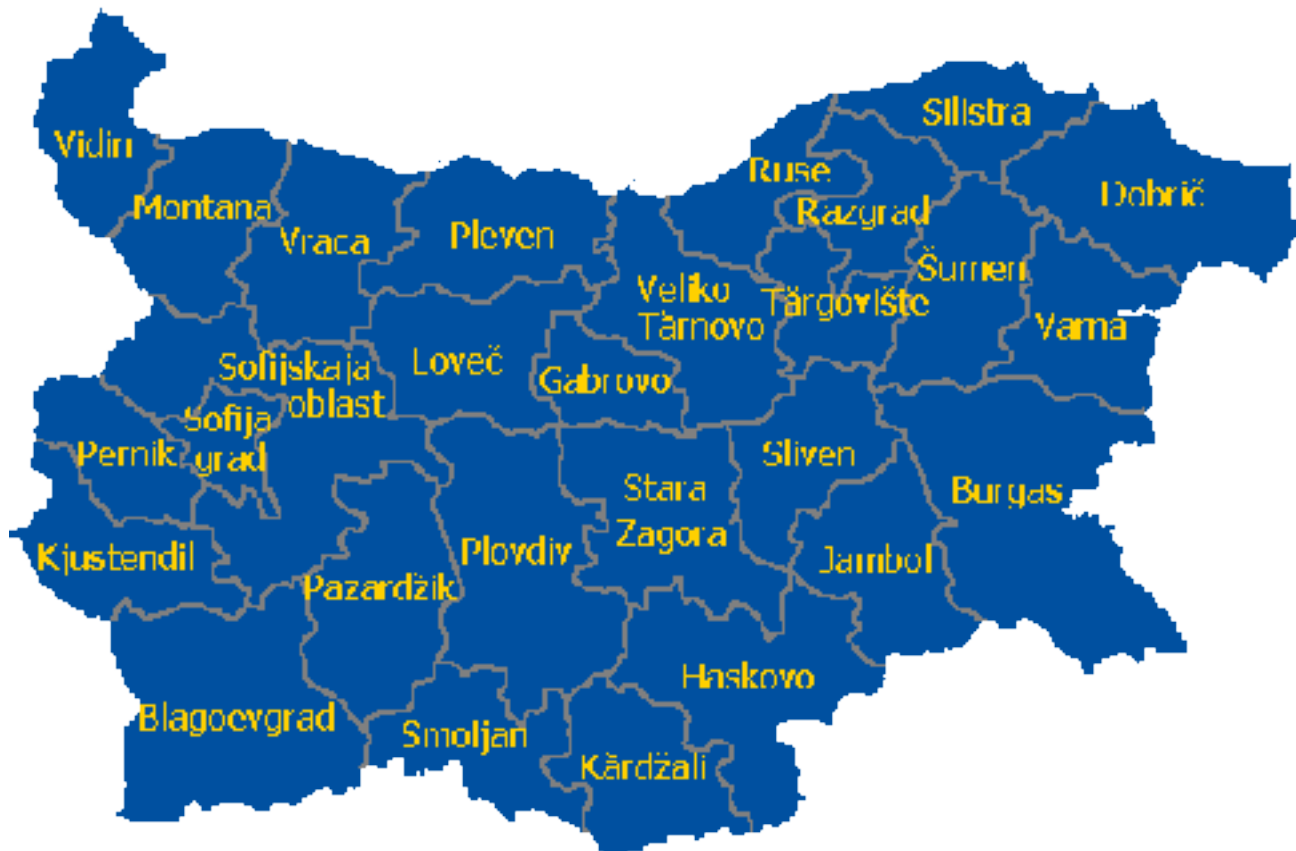 Silistra
Vidin
Ruse
Dobrič
Montana
Razgrad
Vraca
Pleven
Šumen
Veliko
Tărnovo
Tărgovište
Varna
Sofijskaja
oblast
Loveč
Gabrovo
Sofija
grad
Pernik
Sliven
Stara
Zagora
Burgas
Kjustendil
Plovdiv
Jambol
Pazardžik
Haskovo
Blagoevgrad
Smoljan
Kărdžali